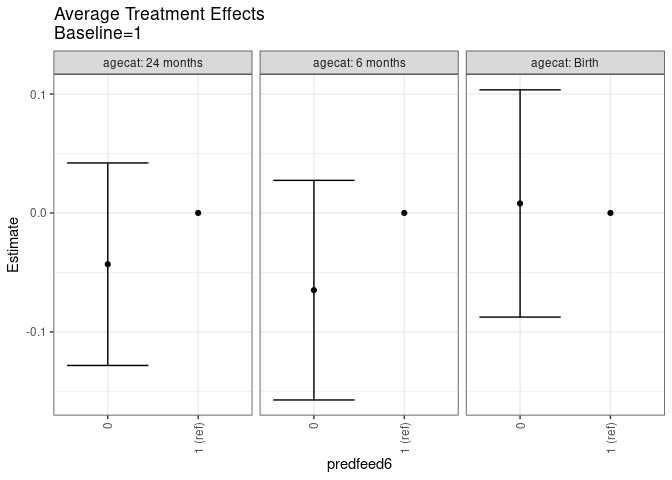 Average Treatment Effects
Baseline=1
agecat: 24 months
agecat: 6 months
agecat: Birth
0.1
0.0
-0.1
Estimate
0
1 (ref)
0
1 (ref)
0
1 (ref)
predfeed6